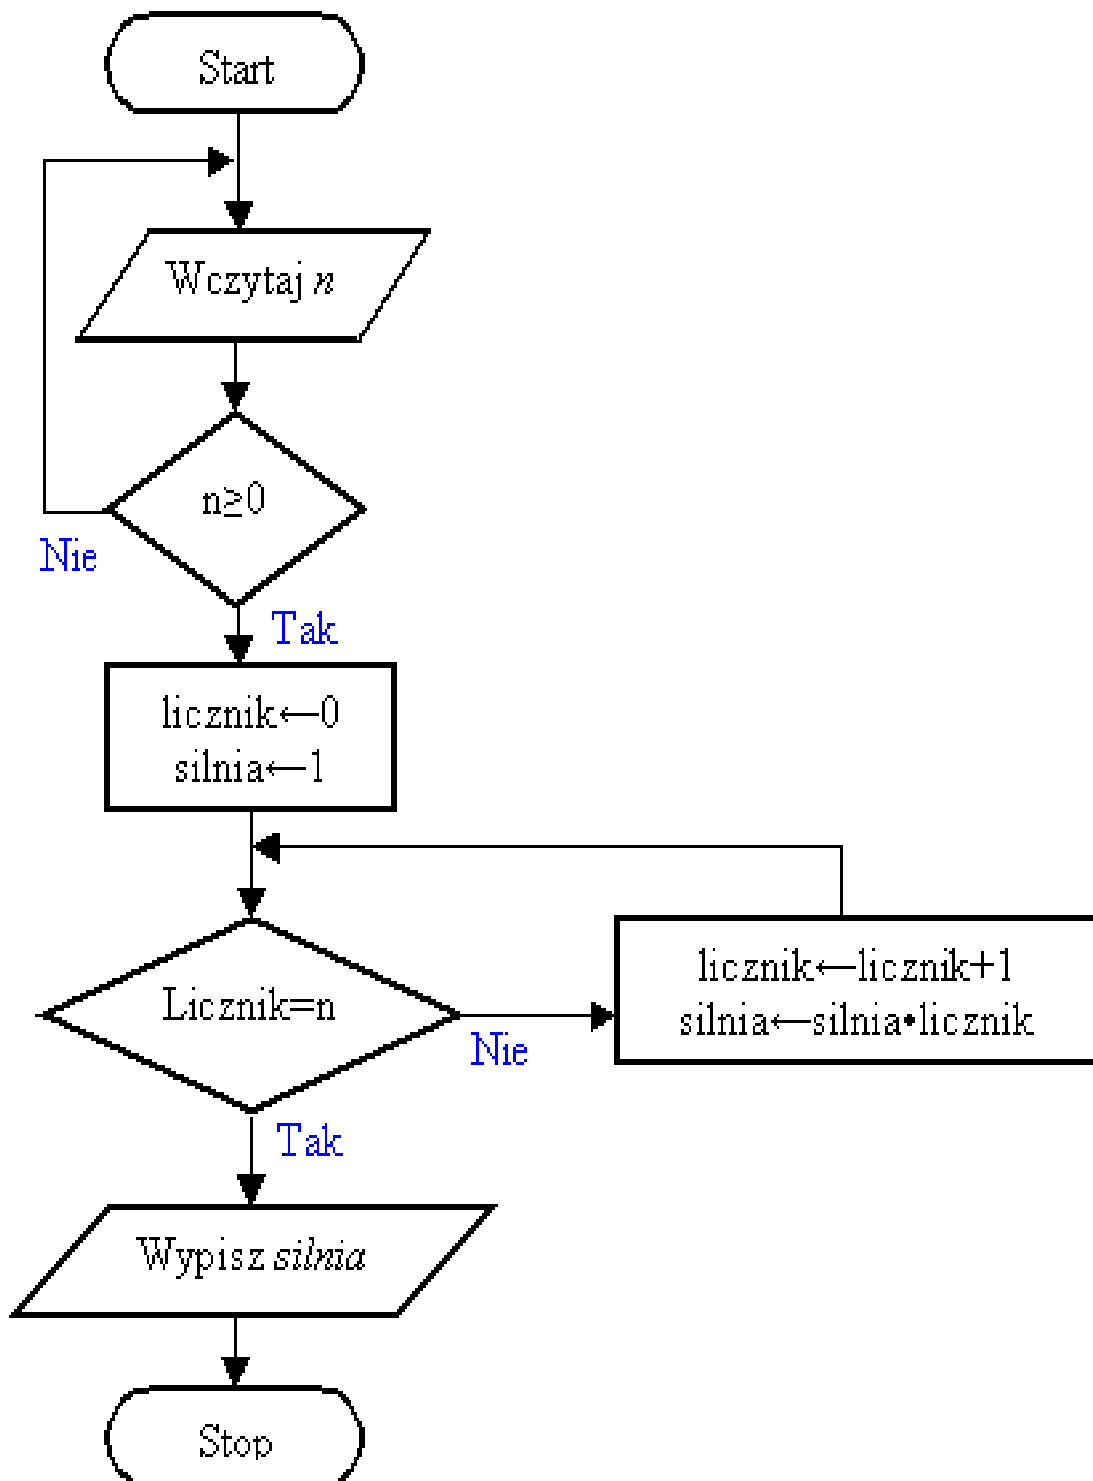 Start
Wczytaj n
n≥0
Nie
Tak
licznik←0
silnia←1
Licznik=n
Nie
licznik←licznik+1
silnia←silnia•licznik
Tak
Wypisz silnia
Stop